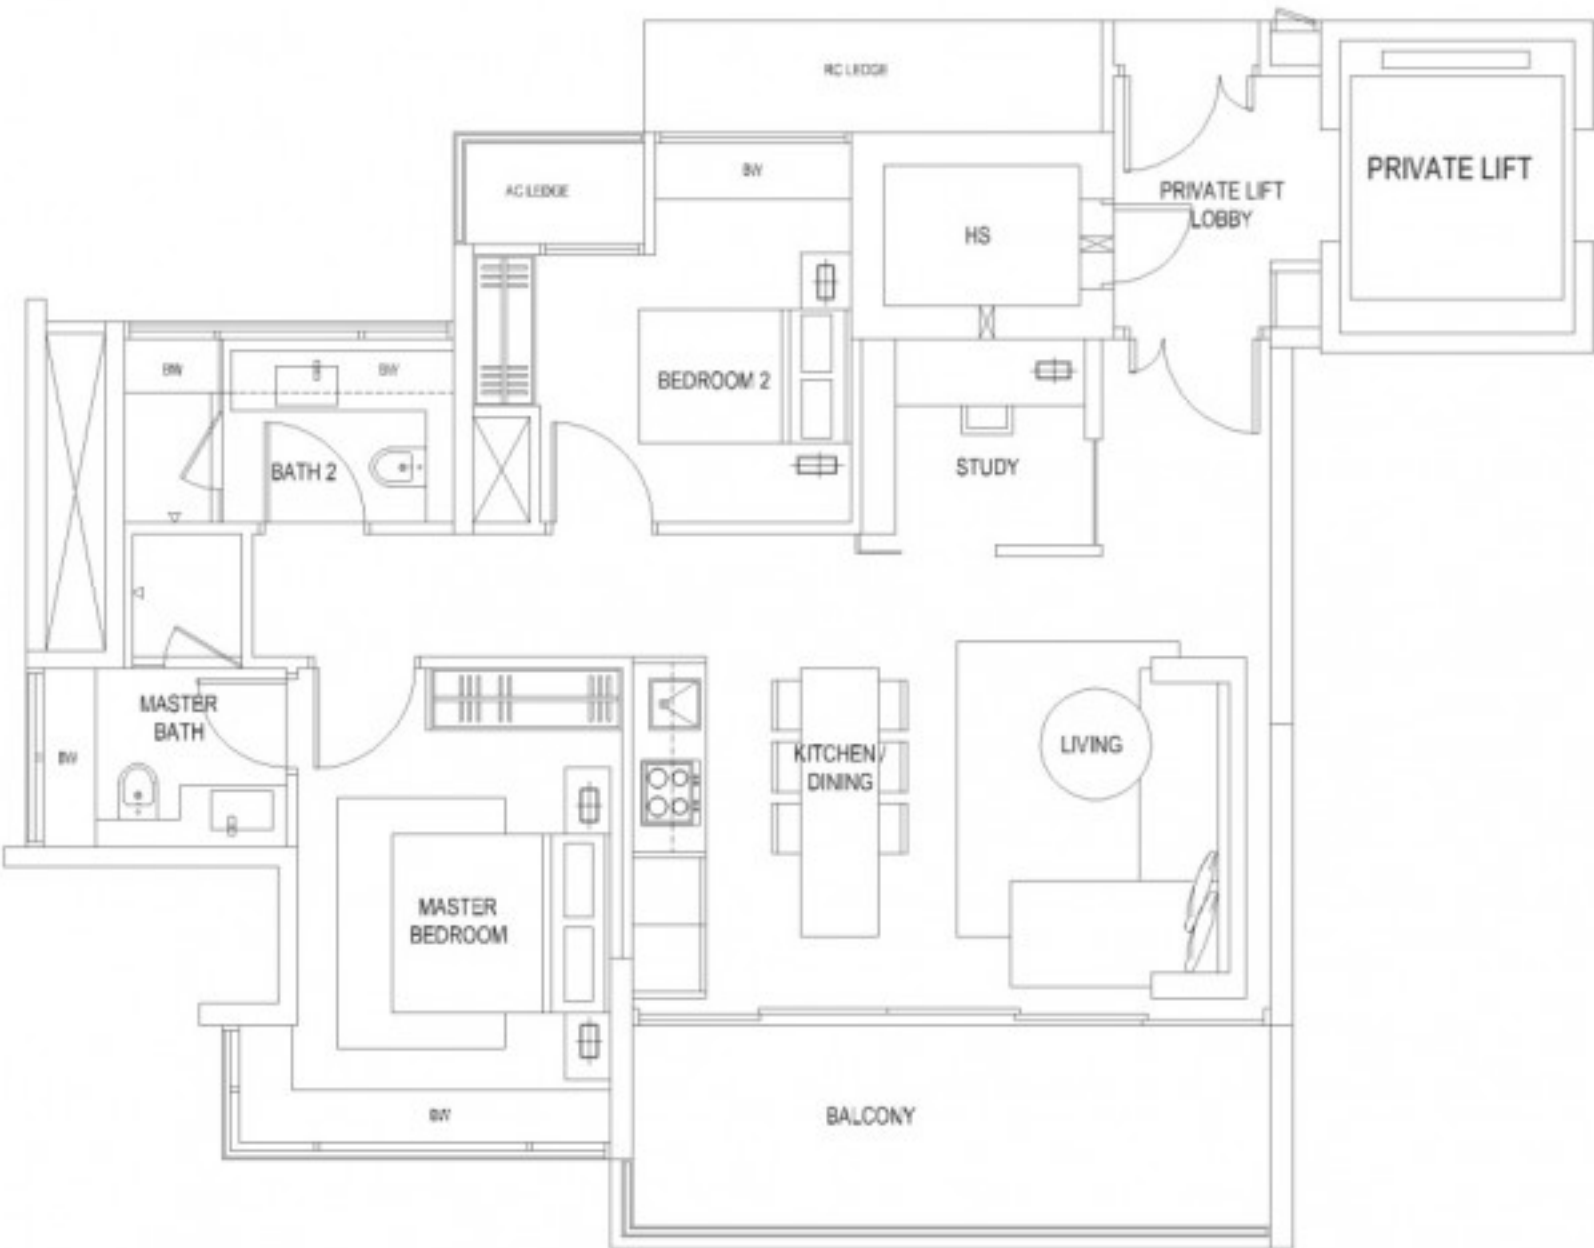 RC LEDGE
PRIVATE LIFT
AC LEDGE
BW
PRIVATE LIFT
LOBBY
HS
BW
BW
BEDROOM 2
BATH 2
STUDY
MASTER
BATH
BW
KITCHEN/
DINING
LIVING
MASTER
BEDROOM
BW
BALCONY